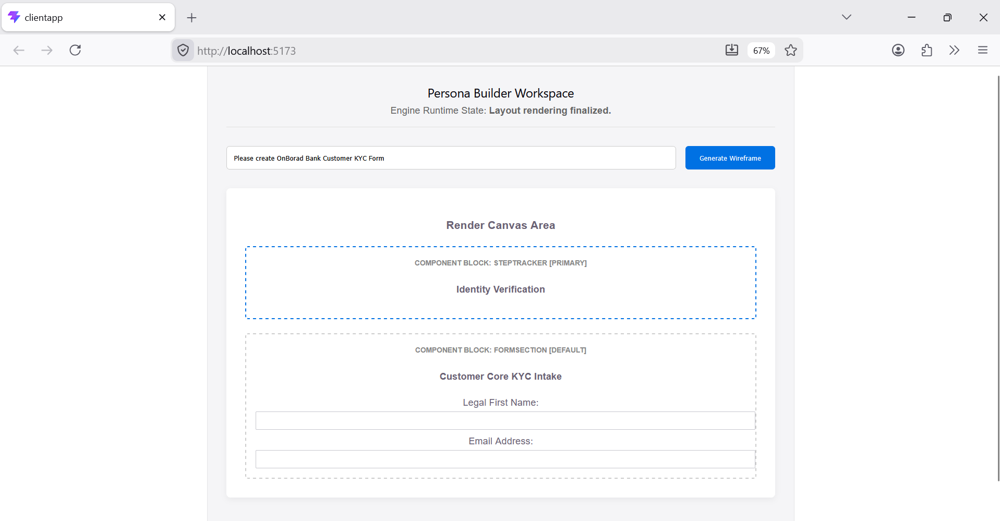 clientapp
http://localhost:5173
67%
Persona Builder Workspace
Engine Runtime State: Layout rendering finalized.
Please create OnBorad Bank Customer KYC Form
Generate Wireframe
Render Canvas Area
COMPONENT BLOCK: STEPTRACKER [PRIMARY]
Identity Verification
COMPONENT BLOCK: FORMSECTION [DEFAULT]
Customer Core KYC Intake
Legal First Name:
Email Address: